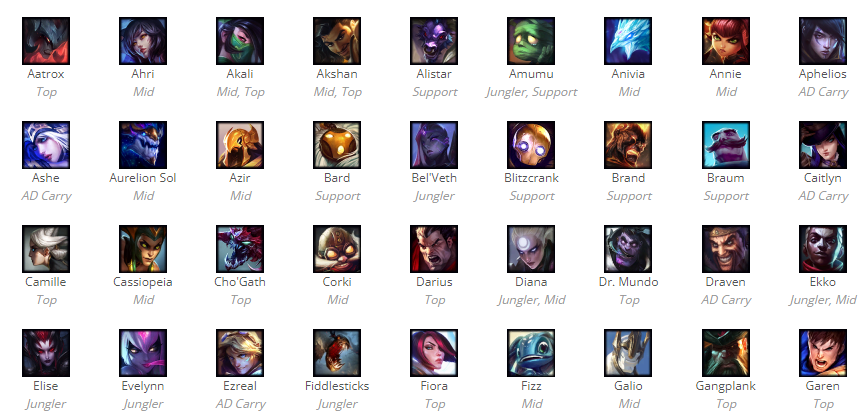 Aatrox Ahri Akali Akshan Alistar Amumu Anivia Annie Aphelios
Top Mid Mid, Top Mid, Top Support Jungler, Support Mid Mid AD Carry
Ashe Aurelion Sol Azir Bard Bel'Veth Blitzcrank Brand Braum Caitlyn
AD Carry Mid Mid Support Jungler Support Support Support AD Carry
Camille Cassiopeia Cho'Gath Corki Darius Diana Dr. Mundo Draven Ekko
Top Mid Top Mid Top Jungler, Mid Top AD Carry Jungler, Mid
Elise Evelynn Ezreal Fiddlesticks Fiora Fizz Galio Gangplank Garen
Jungler Jungler AD Carry Jungler Top Mid Mid Top Top